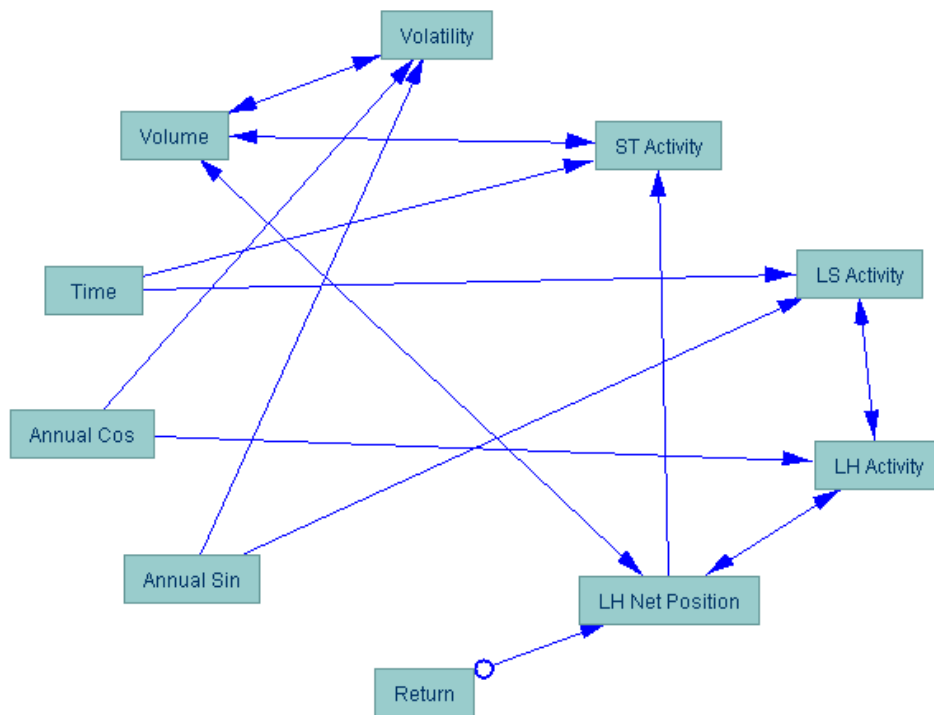 Volatility
Volume
ST Activity
Time
LS Activity
Annual Cos
LH Activity
Annual Sin
LH Net Position
Return